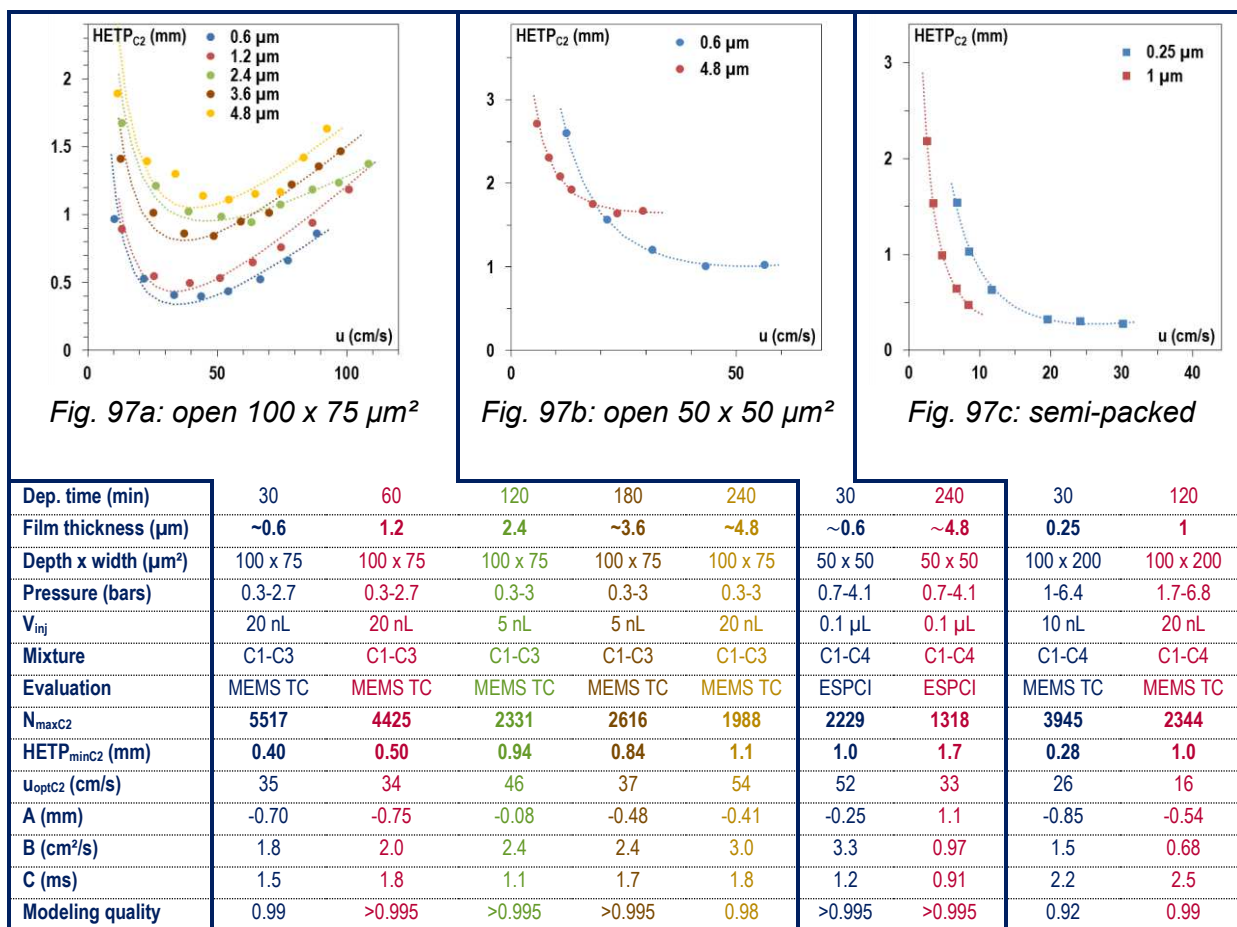 HETPC2 (mm)
0.6 µm
1.2 µm
2.4 µm
3.6 µm
4.8 µm
2
1.5
1
0.5
0
u (cm/s)
0 50 100
Fig. 97a: open 100 x 75 µm²
HETPC2 (mm)
0.6 µm
4.8 µm
3
2
1
0
u (cm/s)
0 50
Fig. 97b: open 50 x 50 µm²
HETPC2 (mm)
0.25 µm
1 µm
3
2
1
0
u (cm/s)
0 10 20 30 40
Fig. 97c: semi-packed
Dep. time (min) 30 60 120 180 240 30 240 30 120
Film thickness (µm) ~0.6 1.2 2.4 ~3.6 ~4.8 ~0.6 ~4.8 0.25 1
Depth x width (µm²) 100 x 75 100 x 75 100 x 75 100 x 75 100 x 75 50 x 50 50 x 50 100 x 200 100 x 200
Pressure (bars) 0.3-2.7 0.3-2.7 0.3-3 0.3-3 0.3-3 0.7-4.1 0.7-4.1 1-6.4 1.7-6.8
Vinj 20 nL 20 nL 5 nL 5 nL 20 nL 0.1 µL 0.1 µL 10 nL 20 nL
Mixture C1-C3 C1-C3 C1-C3 C1-C3 C1-C3 C1-C4 C1-C4 C1-C4 C1-C4
Evaluation MEMS TC MEMS TC MEMS TC MEMS TC MEMS TC ESPCI ESPCI MEMS TC MEMS TC
NmaxC2 5517 4425 2331 2616 1988 2229 1318 3945 2344
HETPminC2 (mm) 0.40 0.50 0.94 0.84 1.1 1.0 1.7 0.28 1.0
uoptC2 (cm/s) 35 34 46 37 54 52 33 26 16
A (mm) -0.70 -0.75 -0.08 -0.48 -0.41 -0.25 1.1 -0.85 -0.54
B (cm²/s) 1.8 2.0 2.4 2.4 3.0 3.3 0.97 1.5 0.68
C (ms) 1.5 1.8 1.1 1.7 1.8 1.2 0.91 2.2 2.5
Modeling quality 0.99 >0.995 >0.995 >0.995 0.98 >0.995 >0.995 0.92 0.99